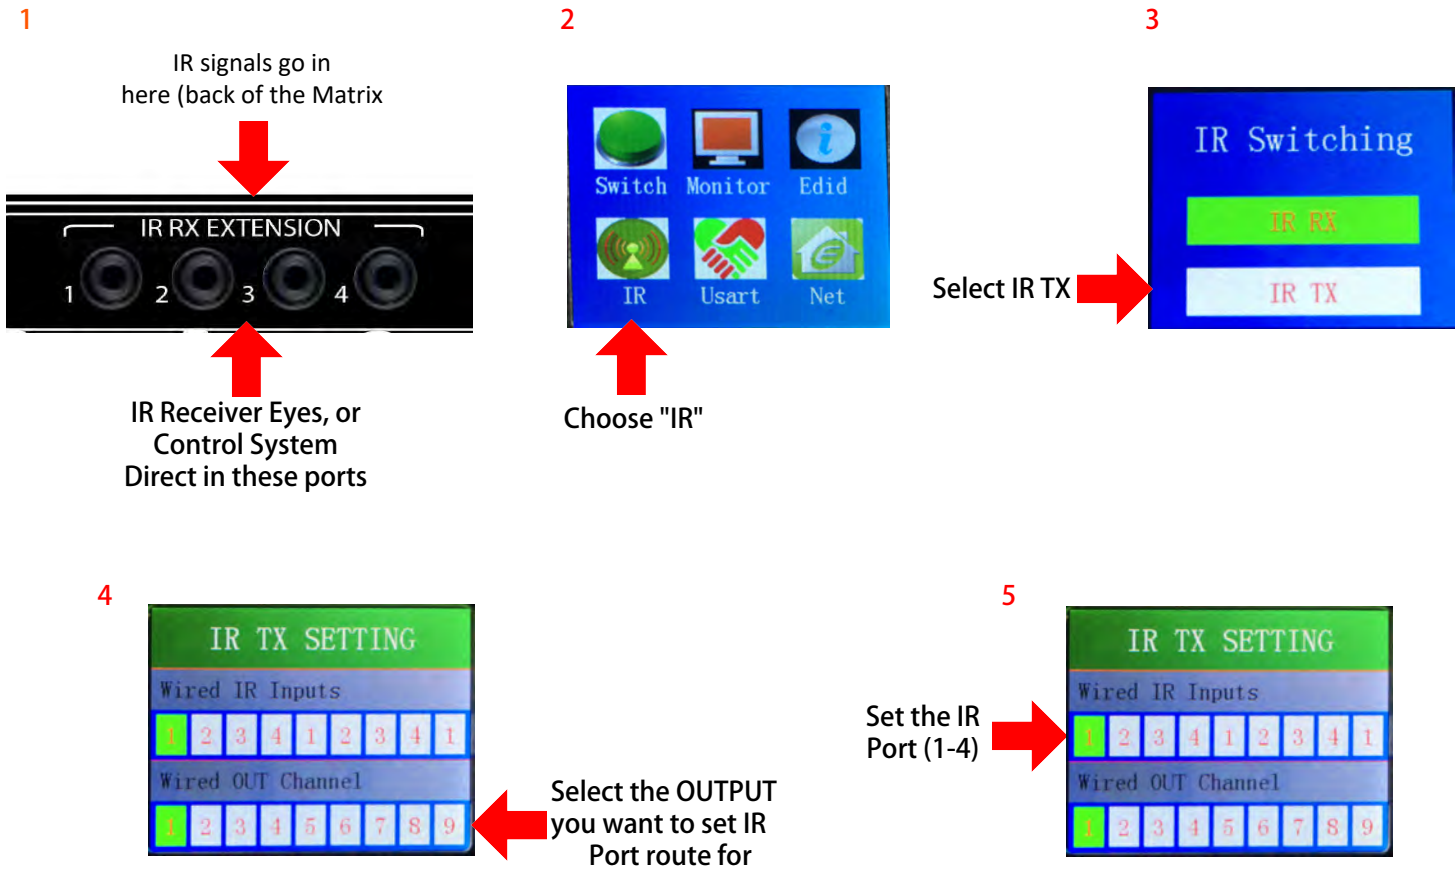 1
IR signals go in
here (back of the Matrix
IR RX EXTENSION
1 2 3 4
IR Receiver Eyes, or
Control System
Direct in these ports
2
Switch Monitor Edid
IR Usart Net
Choose "IR"
3
IR Switching
IR RX
IR TX
Select IR TX
4
IR TX SETTING
Wired IR Inputs
1 2 3 4 1 2 3 4 1
Wired OUT Channel
1 2 3 4 5 6 7 8 9
Select the OUTPUT
you want to set IR
Port route for
5
Set the IR
Port (1-4)
IR TX SETTING
Wired IR Inputs
1 2 3 4 1 2 3 4 1
Wired OUT Channel
1 2 3 4 5 6 7 8 9